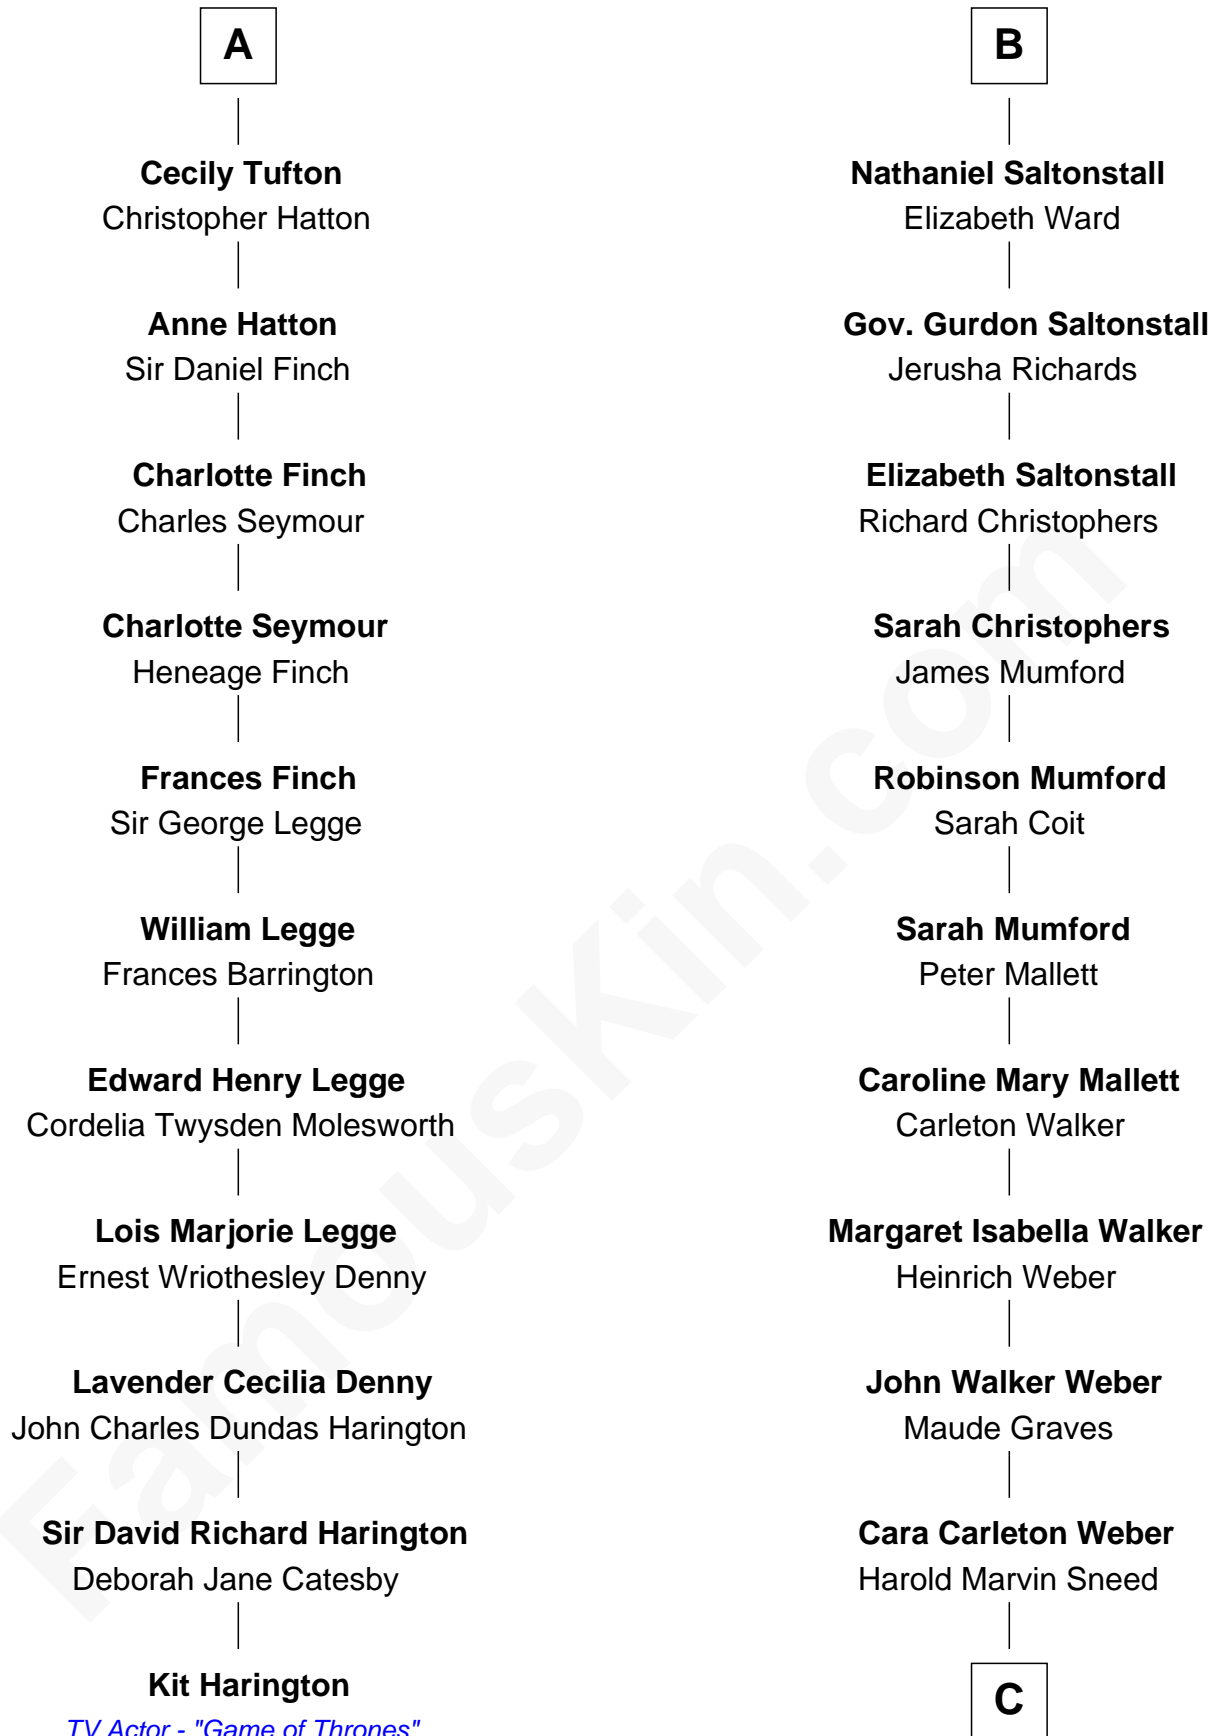 A
Cecily Tufton
Christopher Hatton
Anne Hatton
Sir Daniel Finch
Charlotte Finch
Charles Seymour
Charlotte Seymour
Heneage Finch
Frances Finch
Sir George Legge
William Legge
Frances Barrington
Edward Henry Legge
Cordelia Twysden Molesworth
Lois Marjorie Legge
Ernest Wriothesley Denny
Lavender Cecilia Denny
John Charles Dundas Harington
Sir David Richard Harington
Deborah Jane Catesby
Kit Harington
TV Actor - "Game of Thrones"
B
Nathaniel Saltonstall
Elizabeth Ward
Gov. Gurdon Saltonstall
Jerusha Richards
Elizabeth Saltonstall
Richard Christophers
Sarah Christophers
James Mumford
Robinson Mumford
Sarah Coit
Sarah Mumford
Peter Mallett
Caroline Mary Mallett
Carleton Walker
Margaret Isabella Walker
Heinrich Weber
John Walker Weber
Maude Graves
Cara Carleton Weber
Harold Marvin Sneed
C
FamousKin.com